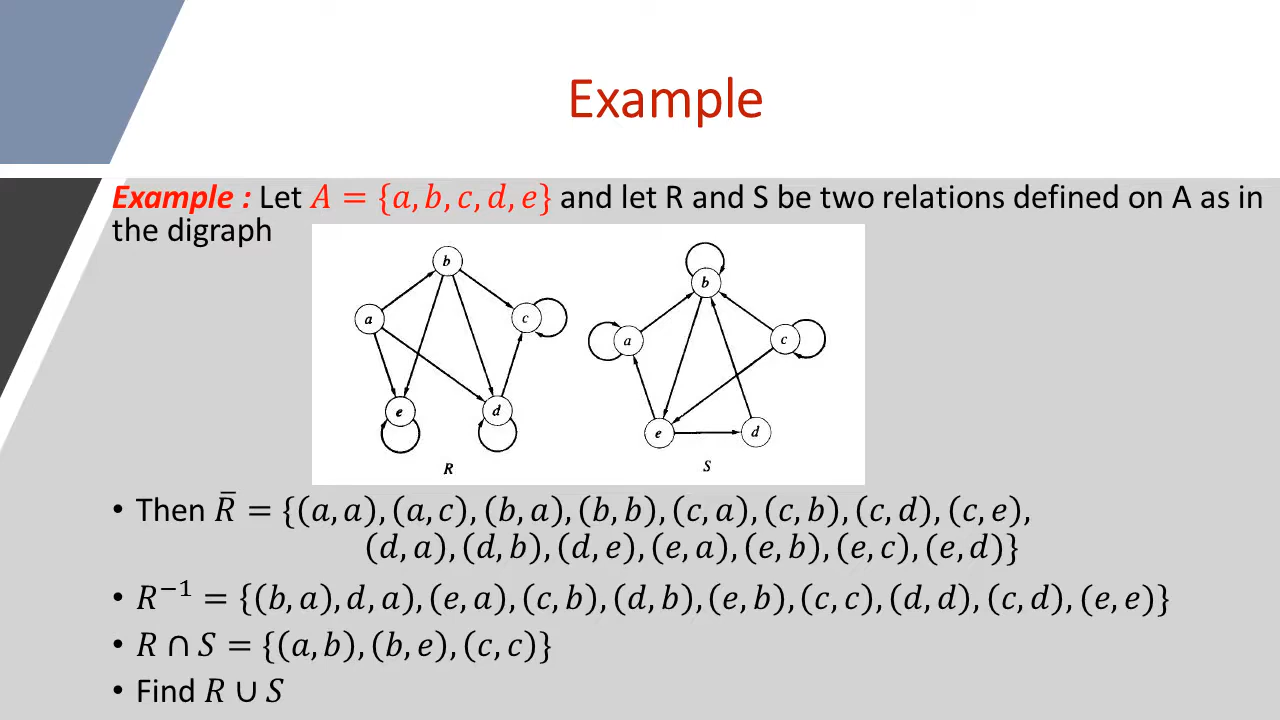 Example
Example : Let A = {a, b, c, d, e} and let R and S be two relations defined on A as in
the digraph
b
a
c
e
d
R
b
a
c
e
d
S
• Then R̄ = {(a, a), (a, c), (b, a), (b, b), (c, a), (c, b), (c, d), (c, e),
(d, a), (d, b), (d, e), (e, a), (e, b), (e, c), (e, d)}
• R⁻¹ = {(b, a), d, a), (e, a), (c, b), (d, b), (e, b), (c, c), (d, d), (c, d), (e, e)}
• R ∩ S = {(a, b), (b, e), (c, c)}
• Find R ∪ S